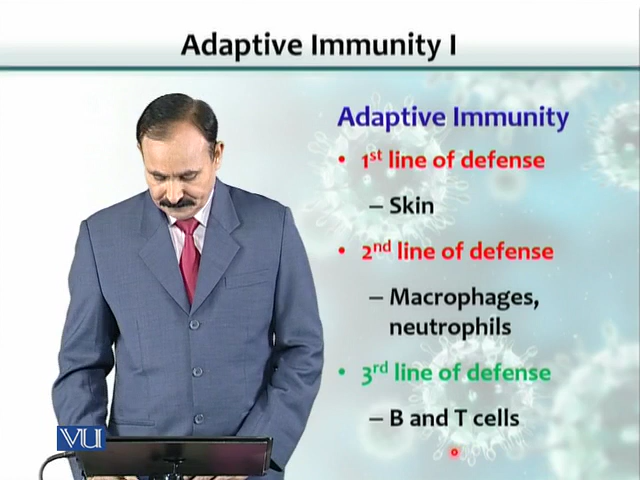 Adaptive Immunity I
Adaptive Immunity
• 1st line of defense
– Skin
• 2nd line of defense
– Macrophages,
neutrophils
• 3rd line of defense
– B and T cells
VU